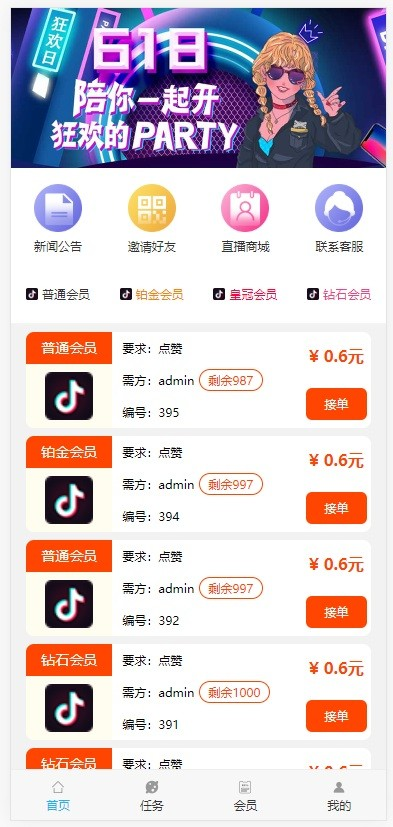 狂欢日
618
陪你一起开
狂欢的PARTY
新闻公告
邀请好友
直播商城
联系客服
普通会员
铂金会员
皇冠会员
钻石会员
普通会员
要求：点赞
¥ 0.6元
需方：admin 剩余987
接单
编号：395
铂金会员
要求：点赞
¥ 0.6元
需方：admin 剩余997
接单
编号：394
普通会员
要求：点赞
¥ 0.6元
需方：admin 剩余997
接单
编号：392
钻石会员
要求：点赞
¥ 0.6元
需方：admin 剩余1000
接单
编号：391
钻石会员
要求：点赞
首页
任务
会员
我的